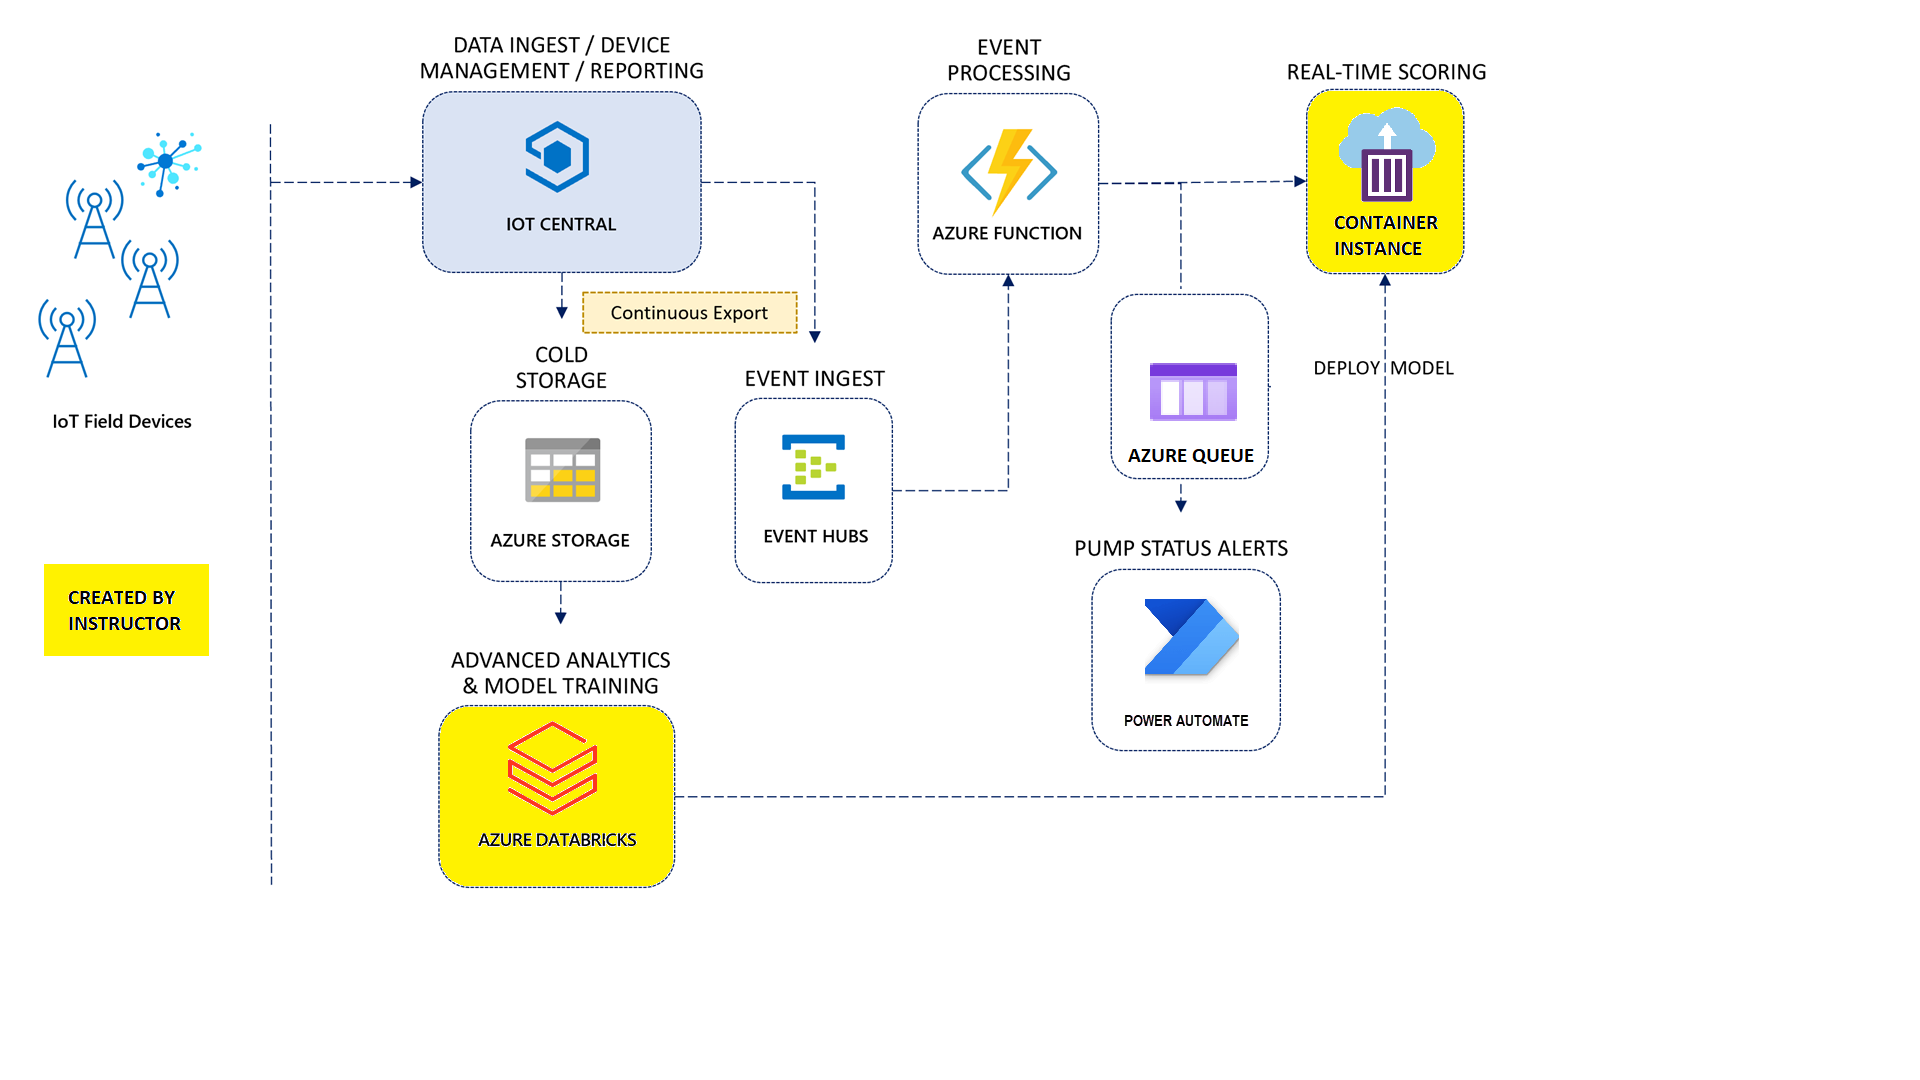 DATA INGEST / DEVICE
MANAGEMENT / REPORTING
IOT CENTRAL
EVENT
PROCESSING
AZURE FUNCTION
REAL-TIME SCORING
CONTAINER
INSTANCE
Continuous Export
COLD
STORAGE
AZURE STORAGE
EVENT INGEST
EVENT HUBS
AZURE QUEUE
DEPLOY MODEL
IoT Field Devices
PUMP STATUS ALERTS
POWER AUTOMATE
CREATED BY
INSTRUCTOR
ADVANCED ANALYTICS
& MODEL TRAINING
AZURE DATABRICKS